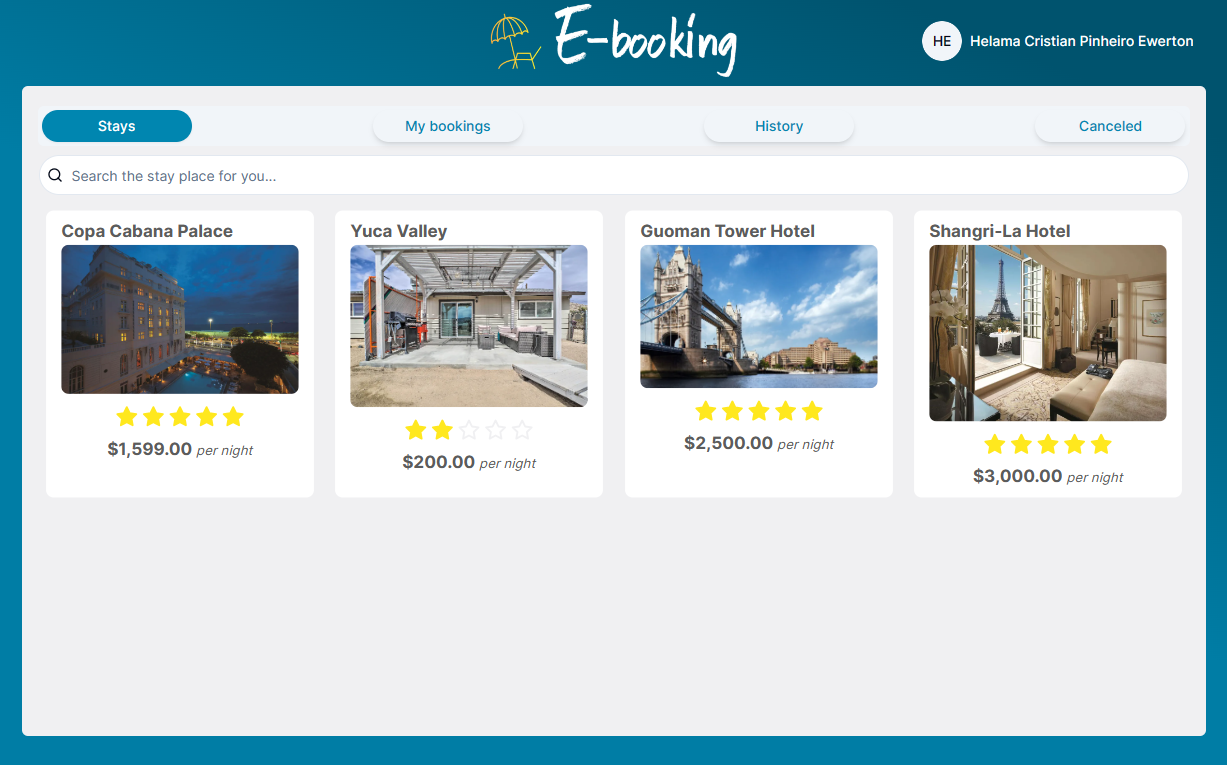 E-booking
HE Helama Cristian Pinheiro Ewerton
Stays
My bookings
History
Canceled
Search the stay place for you...
Copa Cabana Palace
$1,599.00 per night
Yuca Valley
$200.00 per night
Guoman Tower Hotel
$2,500.00 per night
Shangri-La Hotel
$3,000.00 per night